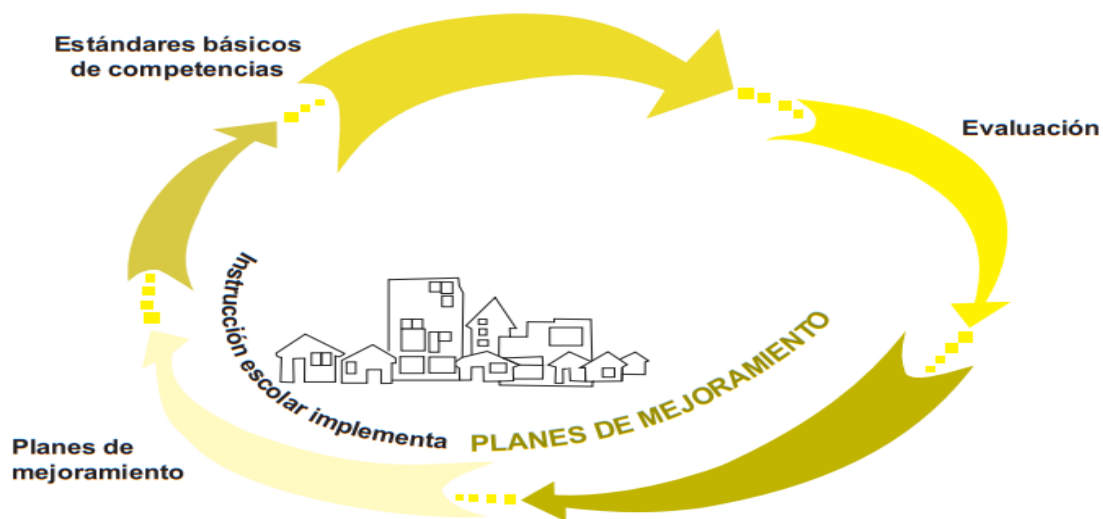 Estándares básicos
de competencias
Evaluación
Instrucción escolar implementa PLANES DE MEJORAMIENTO
Planes de
mejoramiento